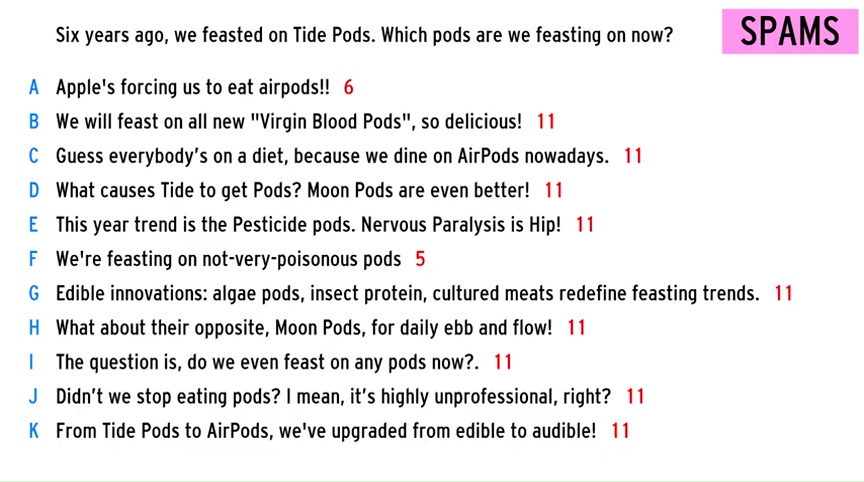 Six years ago, we feasted on Tide Pods. Which pods are we feasting on now?
SPAMS
A Apple's forcing us to eat airpods!! 6
B We will feast on all new "Virgin Blood Pods", so delicious! 11
C Guess everybody’s on a diet, because we dine on AirPods nowadays. 11
D What causes Tide to get Pods? Moon Pods are even better! 11
E This year trend is the Pesticide pods. Nervous Paralysis is Hip! 11
F We're feasting on not-very-poisonous pods 5
G Edible innovations: algae pods, insect protein, cultured meats redefine feasting trends. 11
H What about their opposite, Moon Pods, for daily ebb and flow! 11
I The question is, do we even feast on any pods now?. 11
J Didn’t we stop eating pods? I mean, it’s highly unprofessional, right? 11
K From Tide Pods to AirPods, we've upgraded from edible to audible! 11